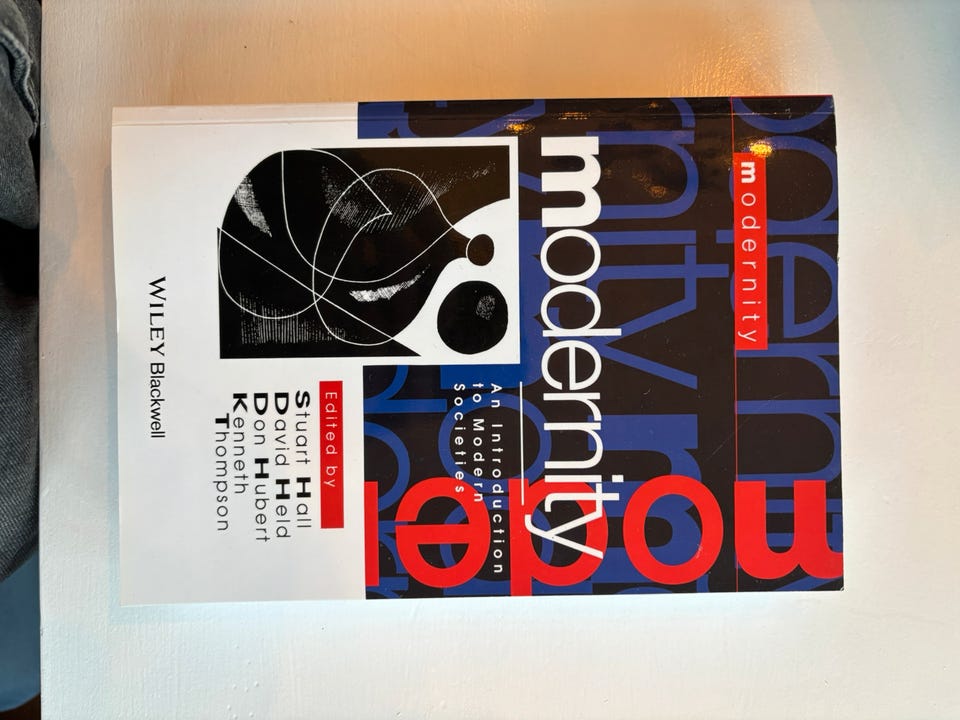 modernity
modernity
An Introduction
to Modern
Societies
Edited by
Stuart Hall
David Held
Don Hubert
Kenneth
Thompson
WILEY Blackwell
mode